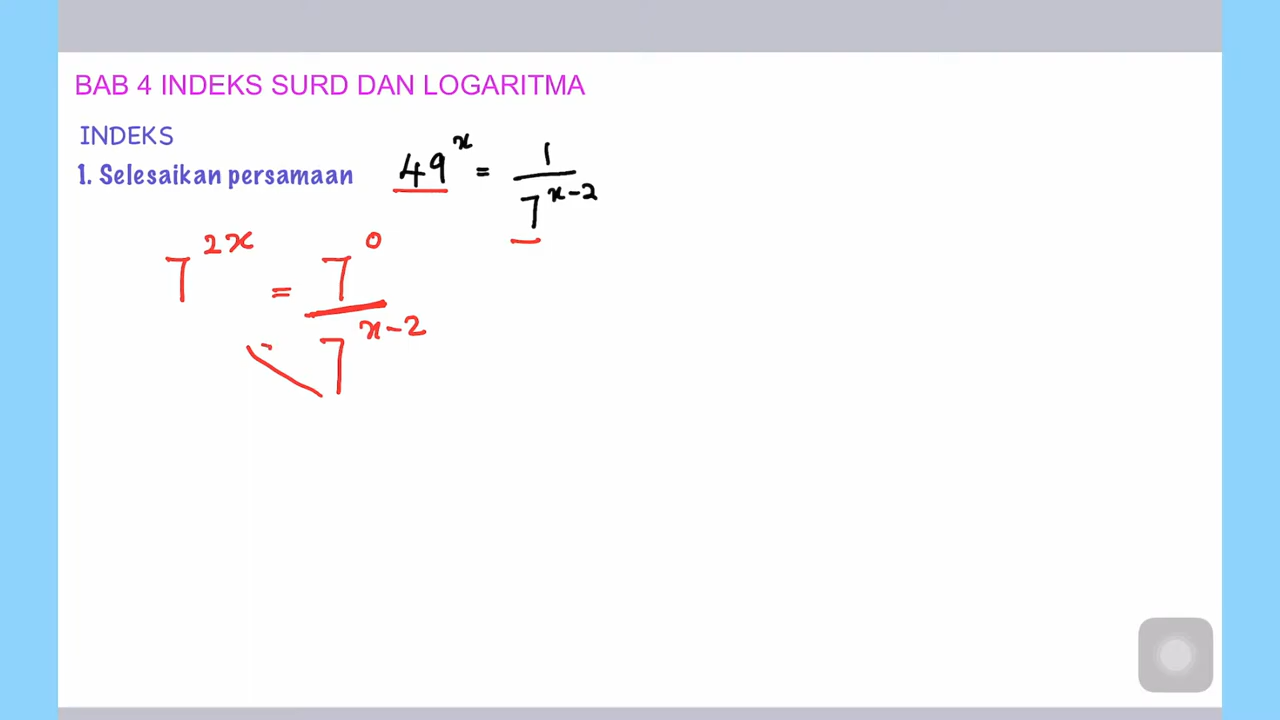 BAB 4 INDEKS SURD DAN LOGARITMA
INDEKS
1. Selesaikan persamaan 49^x = 1/7^(x-2)
7^(2x) = 7^0/7^(x-2)